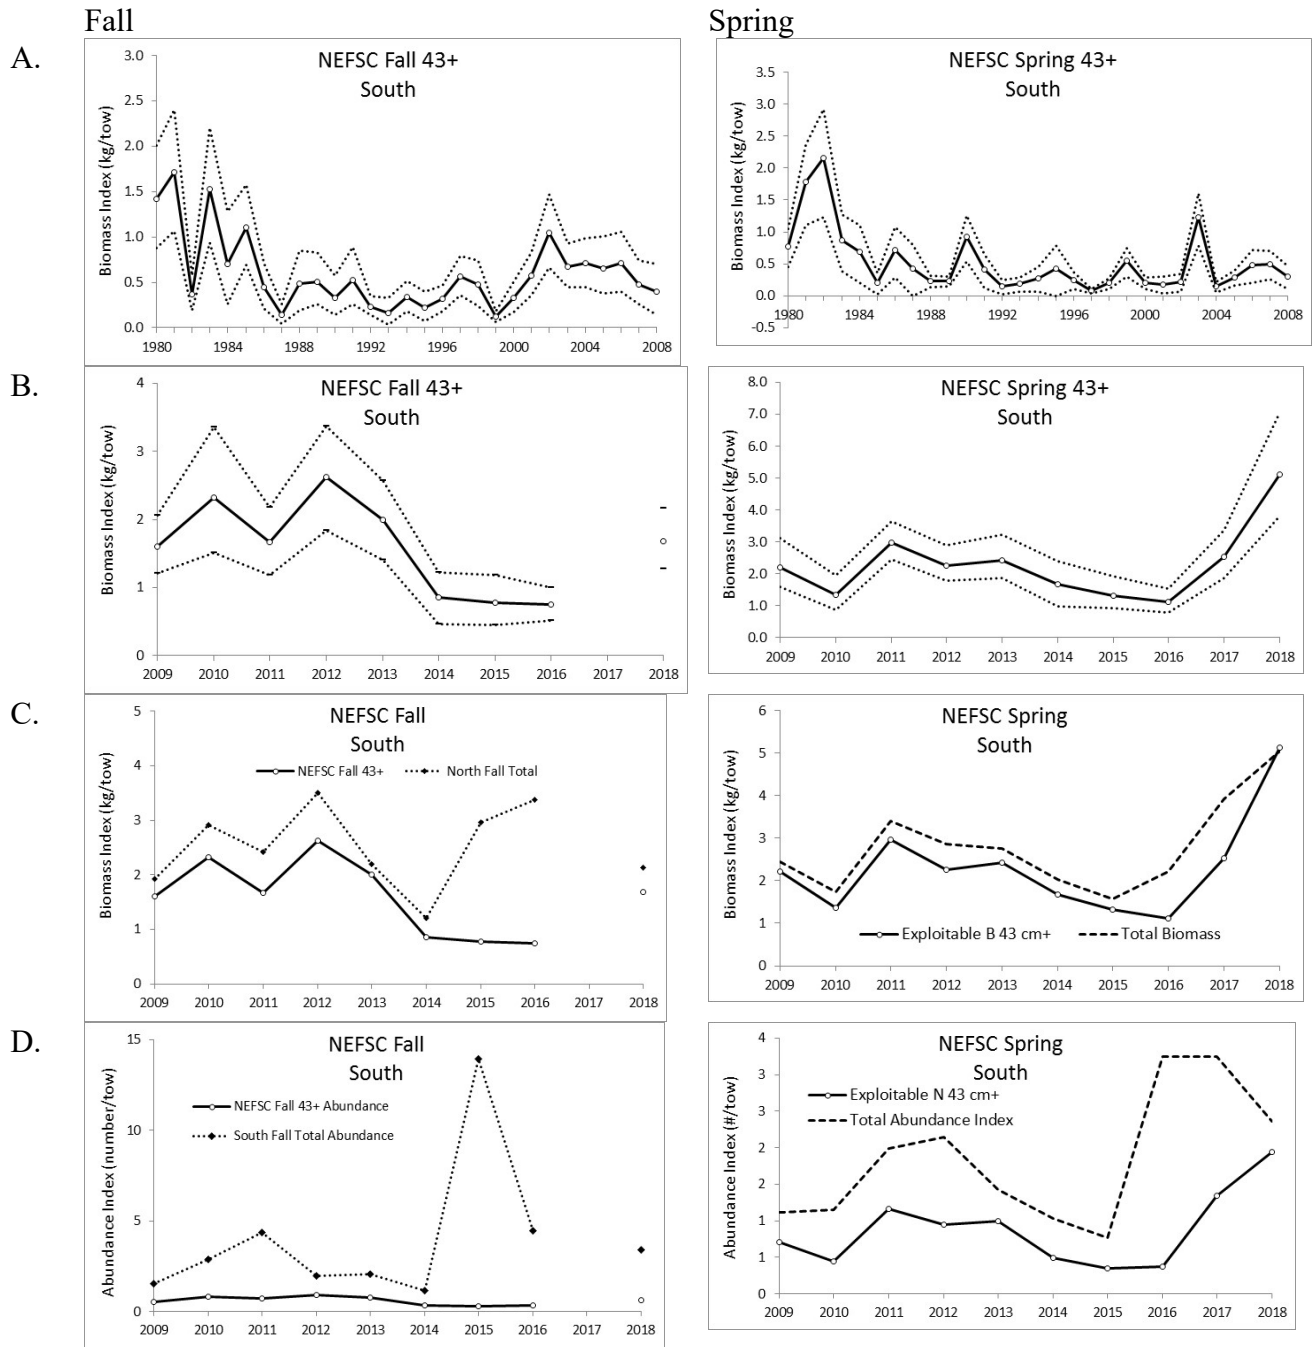 Fall
Spring
A.
NEFSC Fall 43+
South
Biomass Index (kg/tow)
3.0
2.5
2.0
1.5
1.0
0.5
0.0
1980 1984 1988 1992 1996 2000 2004 2008
NEFSC Spring 43+
South
Biomass Index (kg/tow)
3.5
3.0
2.5
2.0
1.5
1.0
0.5
0.0
-0.5
1980 1984 1988 1992 1996 2000 2004 2008
B.
NEFSC Fall 43+
South
Biomass Index (kg/tow)
4
3
2
1
0
2009 2010 2011 2012 2013 2014 2015 2016 2017 2018
NEFSC Spring 43+
South
Biomass Index (kg/tow)
8.0
7.0
6.0
5.0
4.0
3.0
2.0
1.0
0.0
2009 2010 2011 2012 2013 2014 2015 2016 2017 2018
C.
NEFSC Fall
South
NEFSC Fall 43+ North Fall Total
Biomass Index (kg/tow)
5
4
3
2
1
0
2009 2010 2011 2012 2013 2014 2015 2016 2017 2018
NEFSC Spring
South
Biomass Index (kg/tow)
6
5
4
3
2
1
0
Exploitable B 43 cm+ Total Biomass
2009 2010 2011 2012 2013 2014 2015 2016 2017 2018
D.
NEFSC Fall
South
NEFSC Fall 43+ Abundance
South Fall Total Abundance
Abundance Index (number/tow)
15
10
5
0
2009 2010 2011 2012 2013 2014 2015 2016 2017 2018
NEFSC Spring
South
Exploitable N 43 cm+
Total Abundance Index
Abundance Index (#/tow)
4
3
3
2
2
1
1
0
2009 2010 2011 2012 2013 2014 2015 2016 2017 2018